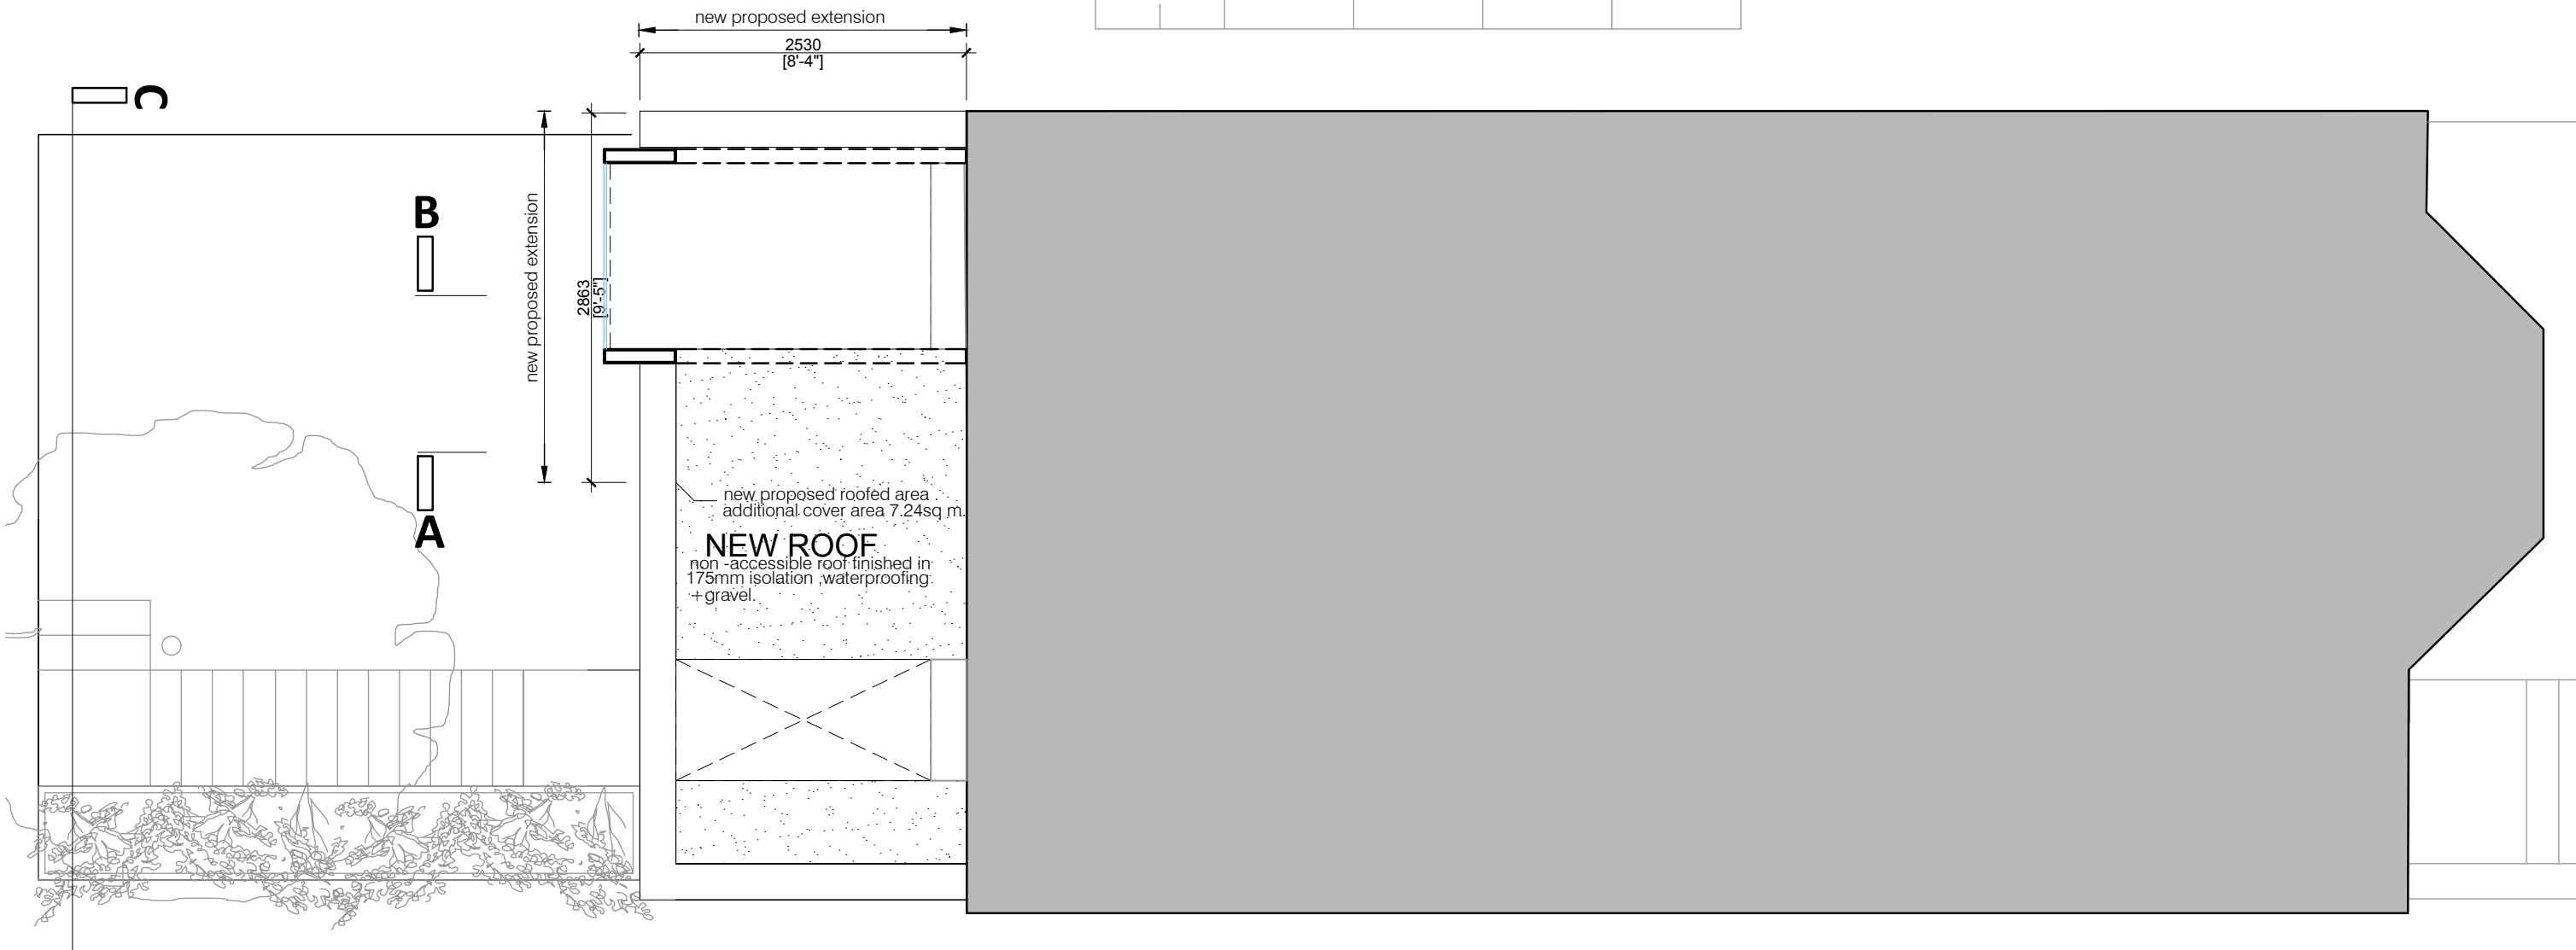 new proposed extension
2530
[8'-4"]
C
B
new proposed extension
2863
[9'-5"]
A
new proposed roofed area
additional cover area 7.24sq m.
NEW ROOF
non -accessible roof finished in
175mm isolation ,waterproofing
+gravel.